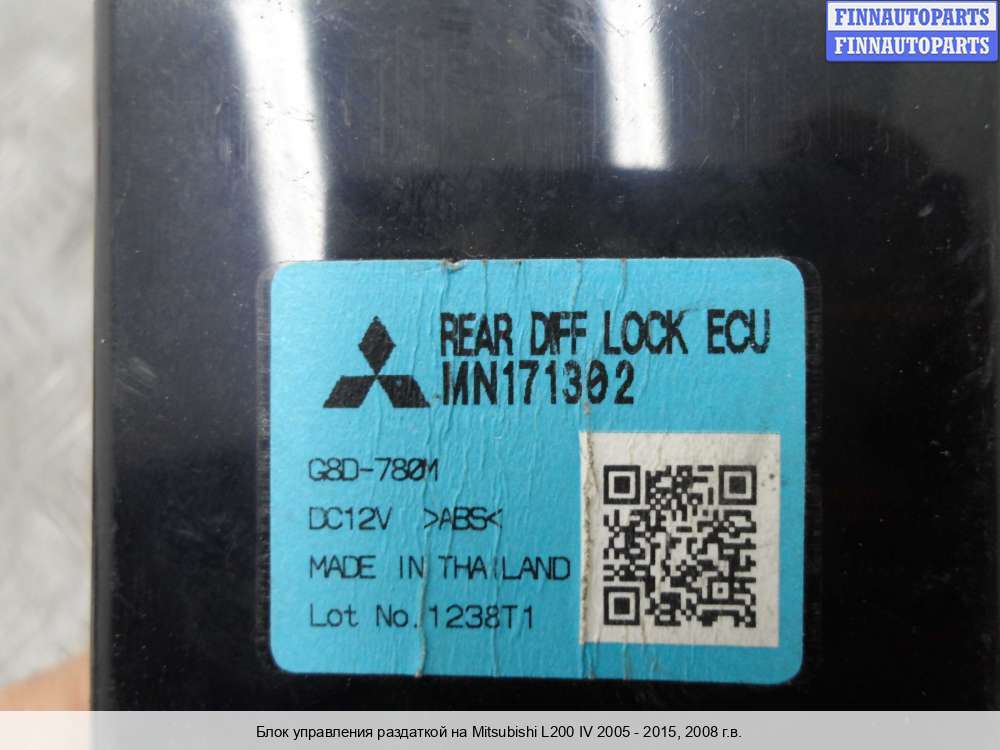 FINNAUTOPARTS
FINNAUTOPARTS
REAR DIFF LOCK ECU
MN171302
G8D-780M
DC12V >ABS<
MADE IN THAILAND
Lot No. 1238T1
Блок управления раздаткой на Mitsubishi L200 IV 2005 - 2015, 2008 г.в.